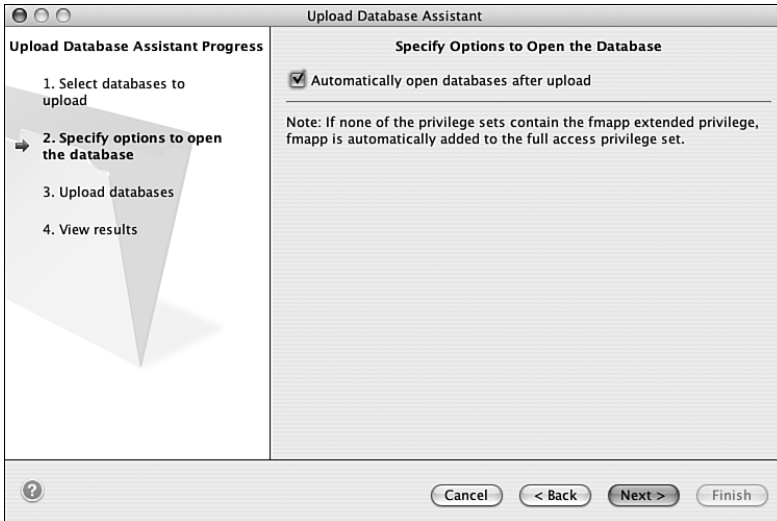 Upload Database Assistant
Upload Database Assistant Progress
1. Select databases to
upload
2. Specify options to open
the database
3. Upload databases
4. View results
Specify Options to Open the Database
Automatically open databases after upload
Note: If none of the privilege sets contain the fmapp extended privilege,
fmapp is automatically added to the full access privilege set.
?
Cancel
< Back
Next >
Finish